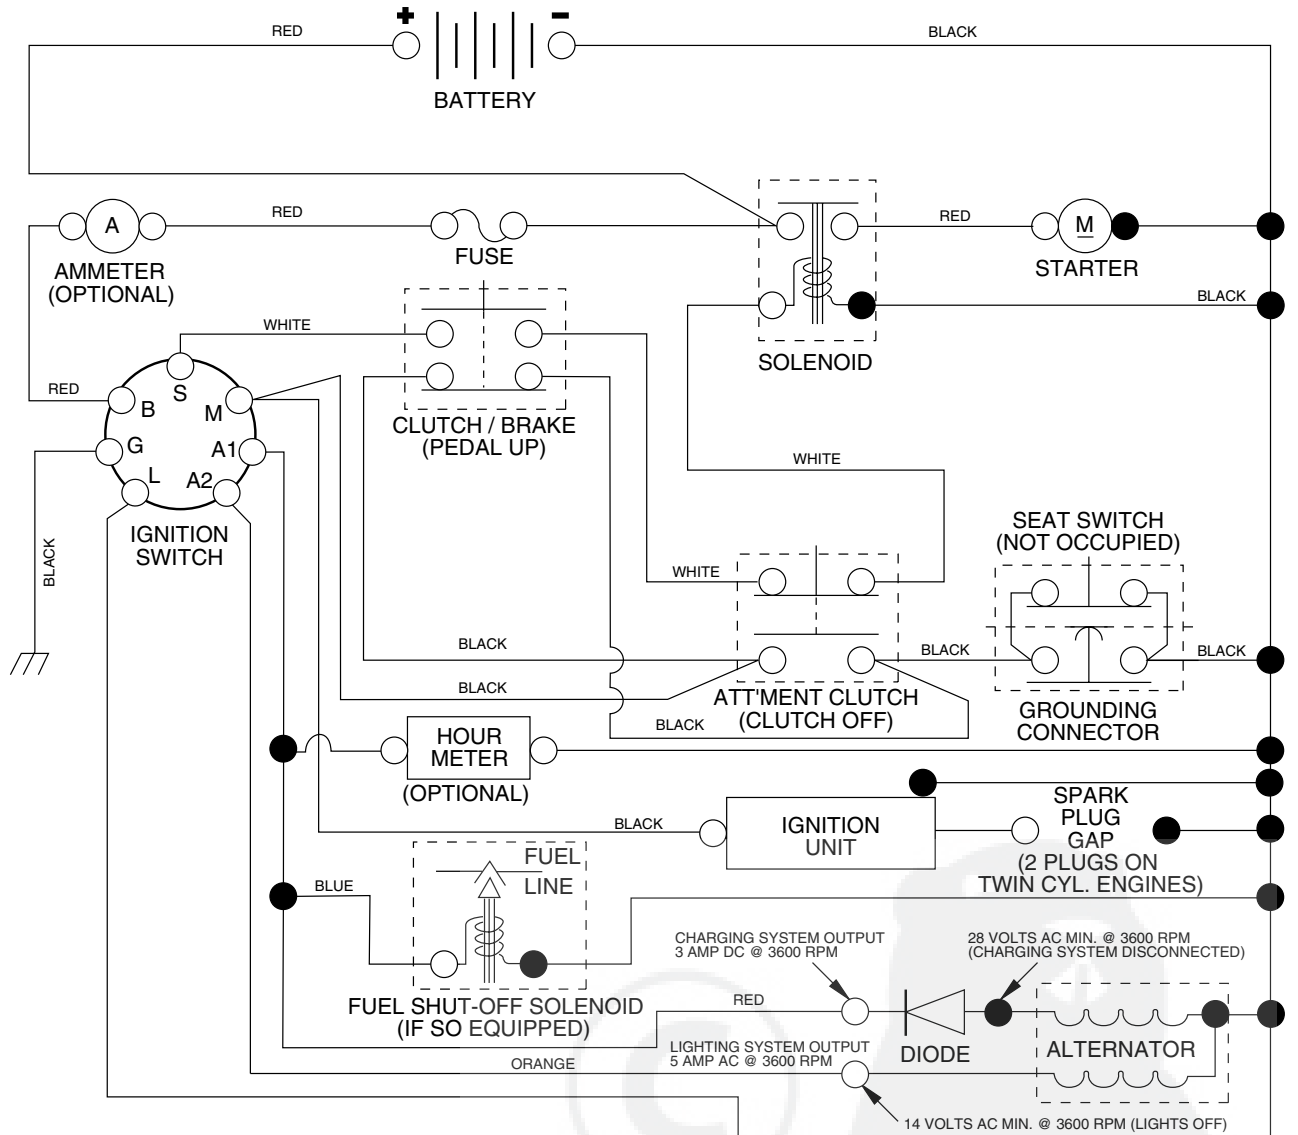 + –
RED
BLACK
BATTERY
A
RED
FUSE
RED
M
STARTER
AMMETER
(OPTIONAL)
BLACK
SOLENOID
WHITE
RED
S
B
M
G
A1
L
A2
CLUTCH / BRAKE
(PEDAL UP)
IGNITION
SWITCH
BLACK
WHITE
SEAT SWITCH
(NOT OCCUPIED)
WHITE
BLACK
BLACK
BLACK
BLACK
ATT'MENT CLUTCH
(CLUTCH OFF)
BLACK
GROUNDING
CONNECTOR
HOUR
METER
(OPTIONAL)
BLACK
IGNITION
UNIT
SPARK
PLUG
GAP
(2 PLUGS ON
TWIN CYL. ENGINES)
FUEL
LINE
BLUE
FUEL SHUT-OFF SOLENOID
(IF SO EQUIPPED)
CHARGING SYSTEM OUTPUT
3 AMP DC @ 3600 RPM
28 VOLTS AC MIN. @ 3600 RPM
(CHARGING SYSTEM DISCONNECTED)
RED
DIODE
ALTERNATOR
LIGHTING SYSTEM OUTPUT
5 AMP AC @ 3600 RPM
ORANGE
14 VOLTS AC MIN. @ 3600 RPM (LIGHTS OFF)
©